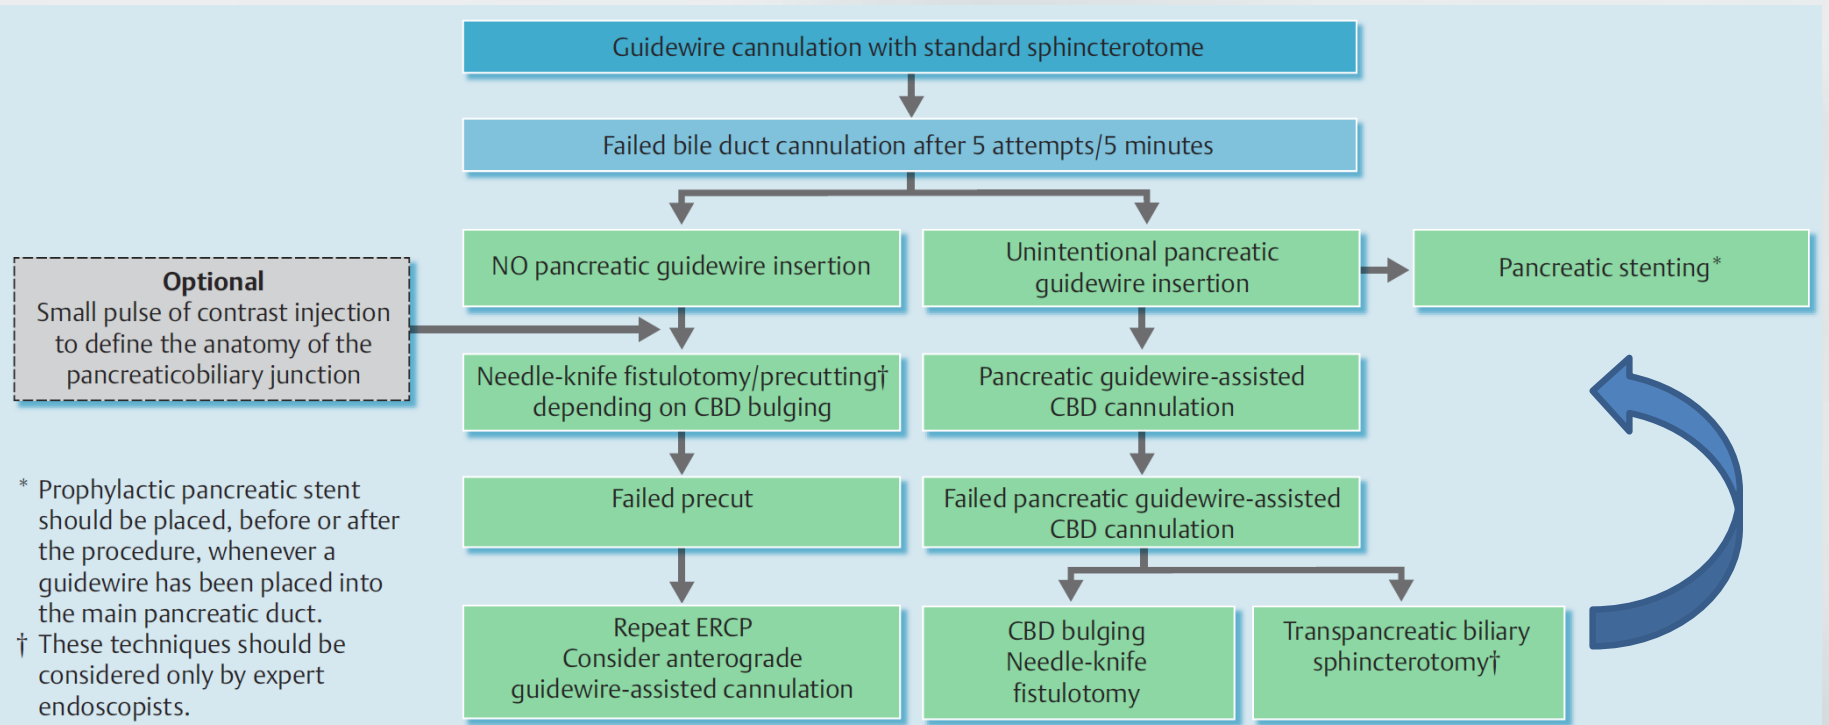 Guidewire cannulation with standard sphincterotome
Failed bile duct cannulation after 5 attempts/5 minutes
NO pancreatic guidewire insertion
Unintentional pancreatic
guidewire insertion
Pancreatic stenting*
Optional
Small pulse of contrast injection
to define the anatomy of the
pancreaticobiliary junction
Needle-knife fistulotomy/precutting†
depending on CBD bulging
Pancreatic guidewire-assisted
CBD cannulation
Failed precut
Failed pancreatic guidewire-assisted
CBD cannulation
Repeat ERCP
Consider anterograde
guidewire-assisted cannulation
CBD bulging
Needle-knife
fistulotomy
Transpancreatic biliary
sphincterotomy†
* Prophylactic pancreatic stent
should be placed, before or after
the procedure, whenever a
guidewire has been placed into
the main pancreatic duct.
† These techniques should be
considered only by expert
endoscopists.